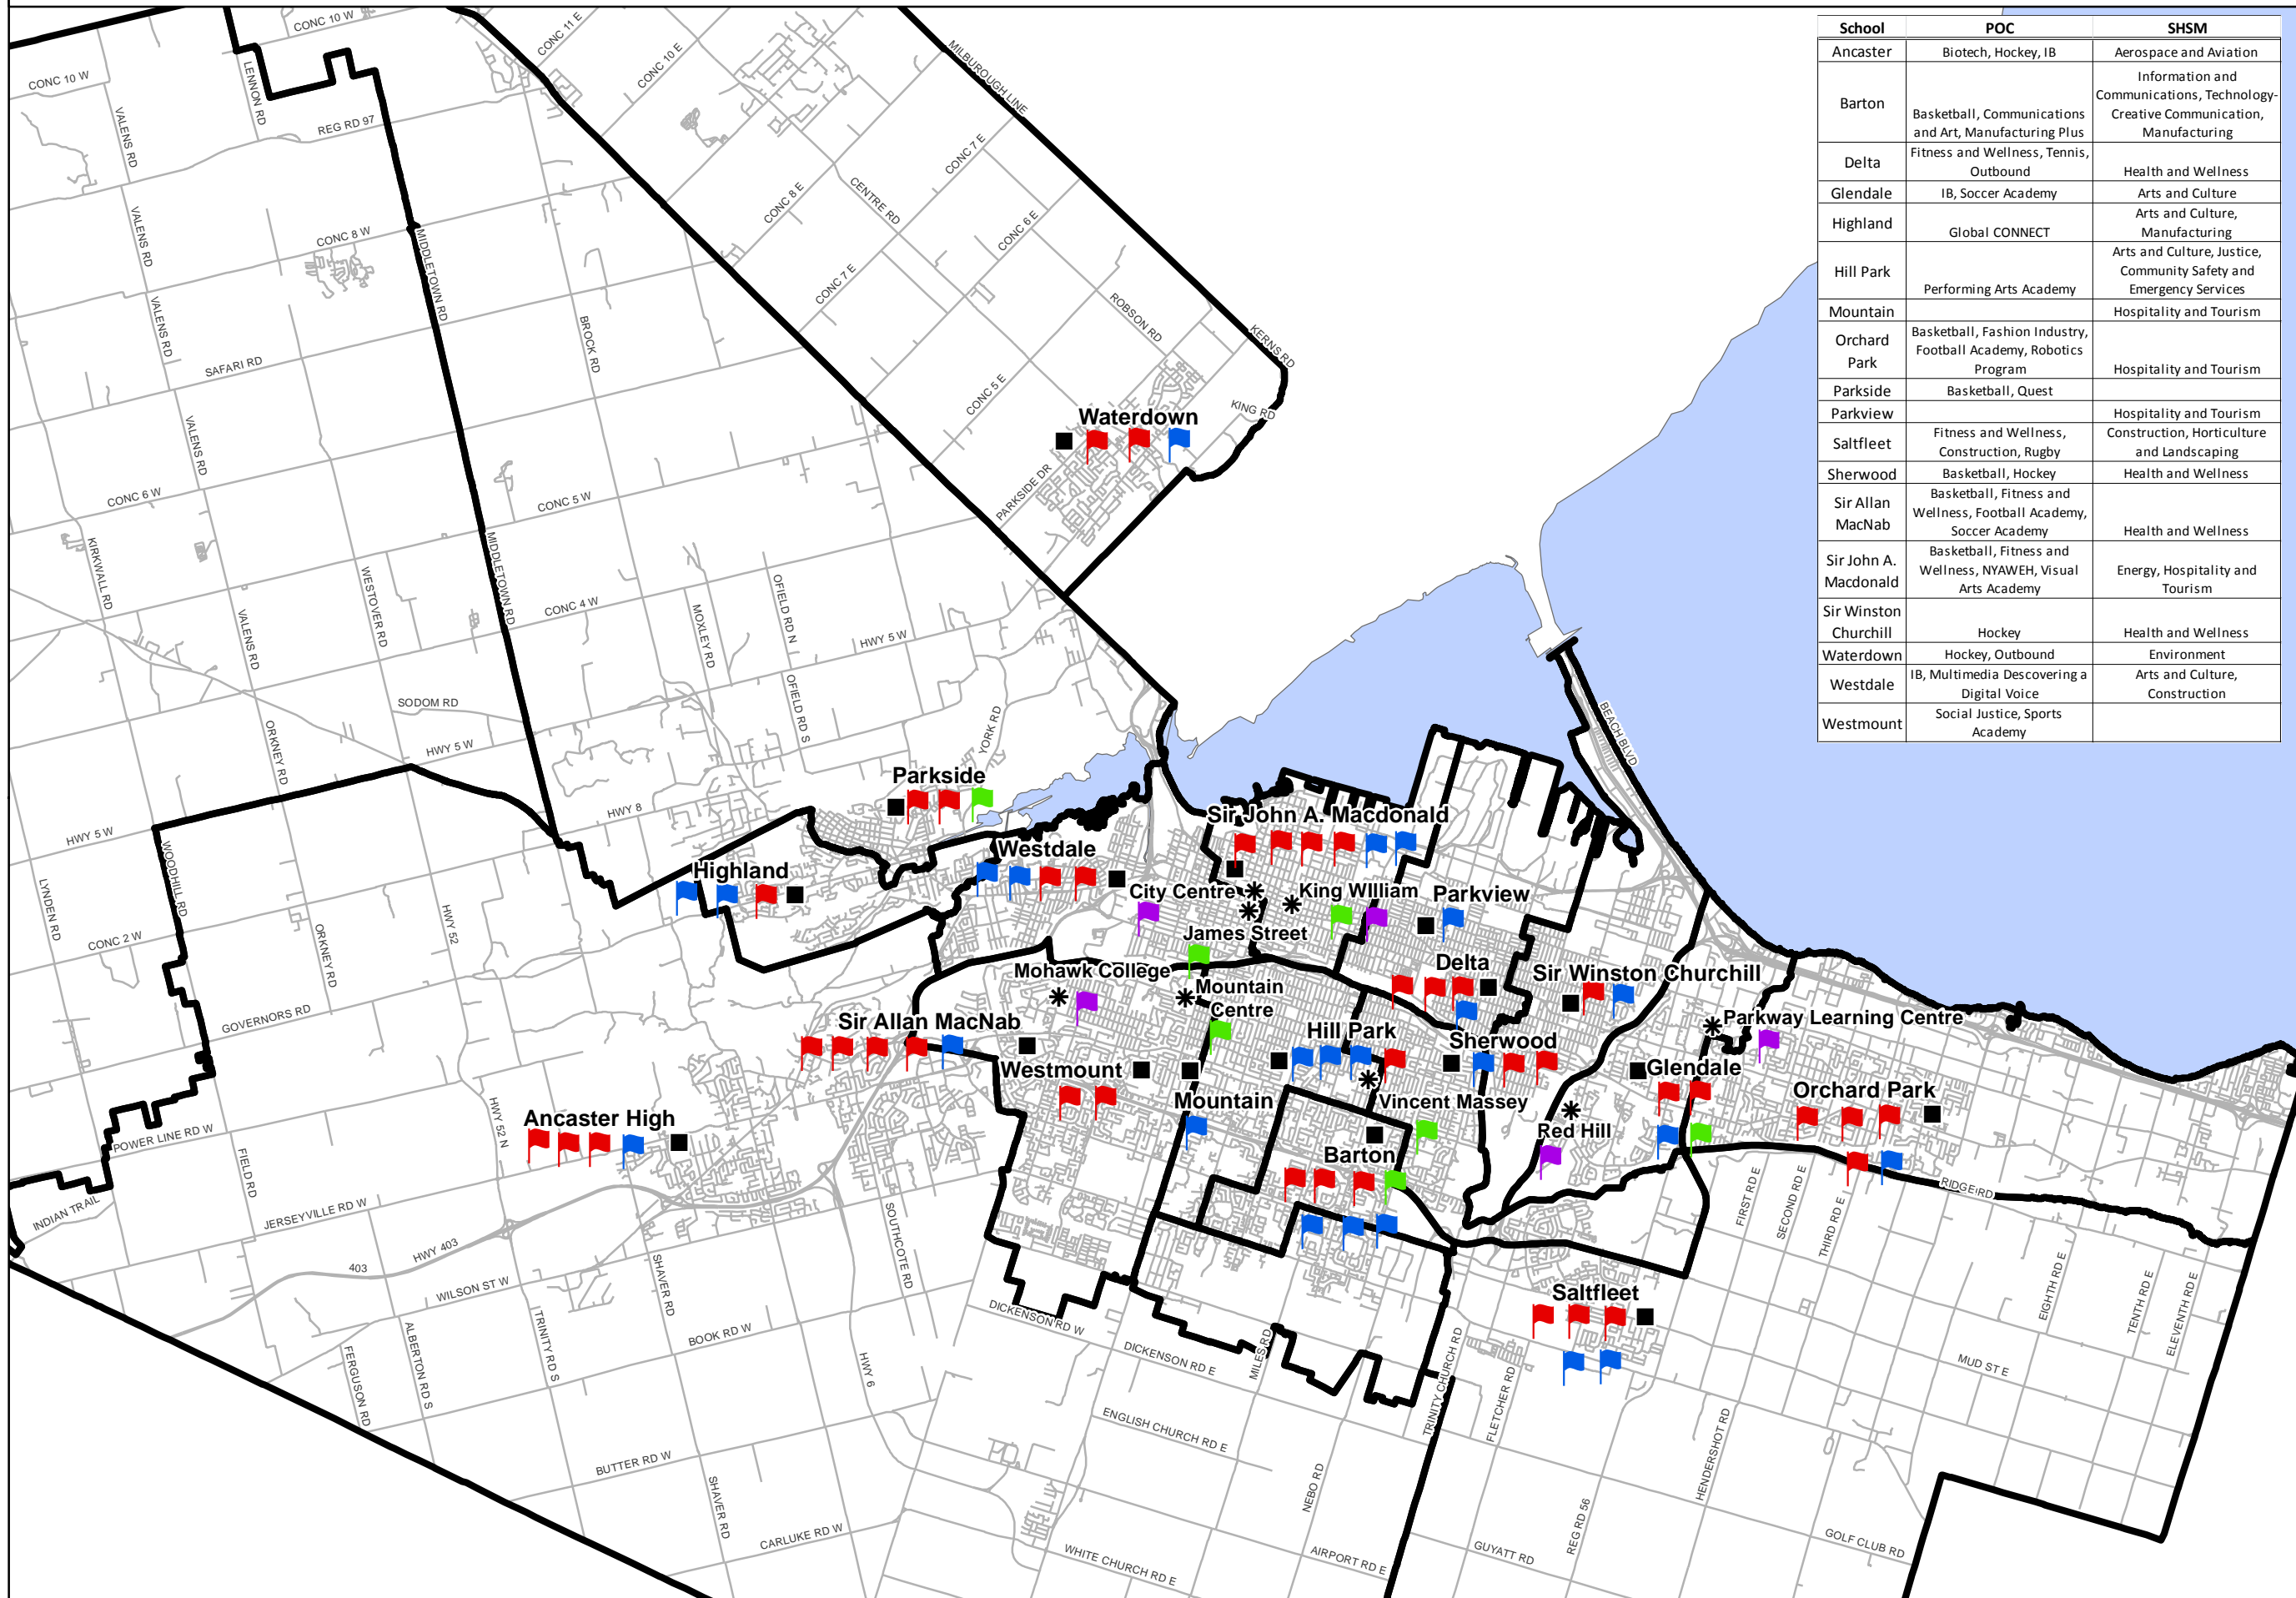 School POC SHSM
Ancaster Biotech, Hockey, IB Aerospace and Aviation
Barton Basketball, Communications and Art, Manufacturing Plus Information and Communications, Technology-Creative Communication, Manufacturing
Delta Fitness and Wellness, Tennis, Outbound Health and Wellness
Glendale IB, Soccer Academy Arts and Culture
Highland Global CONNECT Arts and Culture, Manufacturing
Hill Park Performing Arts Academy Arts and Culture, Justice, Community Safety and Emergency Services
Mountain Hospitality and Tourism
Orchard Park Basketball, Fashion Industry, Football Academy, Robotics Program Hospitality and Tourism
Parkside Basketball, Quest
Parkview Hospitality and Tourism
Saltfleet Fitness and Wellness, Construction, Rugby Construction, Horticulture and Landscaping
Sherwood Basketball, Hockey Health and Wellness
Sir Allan MacNab Basketball, Fitness and Wellness, Football Academy, Soccer Academy Health and Wellness
Sir John A. Macdonald Basketball, Fitness and Wellness, NYAWEH, Visual Arts Academy Energy, Hospitality and Tourism
Sir Winston Churchill Hockey Health and Wellness
Waterdown Hockey, Outbound Environment
Westdale IB, Multimedia Descovering a Digital Voice Arts and Culture, Construction
Westmount Social Justice, Sports Academy
CONC 10 W
CONC 11 E
CONC 10 E
MILBOROUGH LINE
CONC 10 W
LENNON RD
VALENS RD
REG RD 97
CONC 7 E
CONC 8 E
CENTRE RD
CONC 6 E
VALENS RD
CONC 8 W
MIDDLETOWN RD
CONC 7 E
ROBSON RD
VALENS RD
BROCK RD
KERNS RD
SAFARI RD
CONC 5 E
KING RD
Waterdown
VALENS RD
PARKSIDE DR
CONC 6 W
CONC 5 W
KIRKWALL RD
MIDDLETOWN RD
WESTOVER RD
VALENS RD
CONC 4 W
MOXLEY RD
OFIELD RD N
HWY 5 W
OFIELD RD S
SODOM RD
YORK RD
ORKNEY RD
HWY 5 W
BEACH BLVD
Parkside
HWY 8
Sir John A. Macdonald
HWY 5 W
WOODHILL RD
Westdale
Highland
City Centre
King WIlliam
Parkview
LYNDEN RD
HWY 52
CONC 2 W
ORKNEY RD
James Street
Delta
Sir Winston Churchill
Mohawk College
Mountain Centre
GOVERNORS RD
Sir Allan MacNab
Hill Park
Sherwood
Parkway Learning Centre
Westmount
Glendale
Orchard Park
Mountain
Vincent Massey
Ancaster High
HWY 52 N
POWER LINE RD W
Red Hill
Barton
FIELD RD
INDIAN TRAIL
JERSEYVILLE RD W
SOUTHCOTE RD
FIRST RD E
SECOND RD E
THIRD RD E
RIDGE RD
HWY 403
403
SHAVER RD
WILSON ST W
EIGHTH RD E
TENTH RD E
ELEVENTH RD E
Saltfleet
TRINITY RD S
ALBERTON RD S
FERGUSON RD
BOOK RD W
HWY 6
DICKENSON RD W
DICKENSON RD E
MILES RD
TRINITY CHURCH RD
FLETCHER RD
MUD ST E
HENDERSHOT RD
ENGLISH CHURCH RD E
BUTTER RD W
NEBO RD
REG RD 56
SHAVER RD
CARLUKE RD W
WHITE CHURCH RD E
AIRPORT RD E
GUYATT RD
GOLF CLUB RD